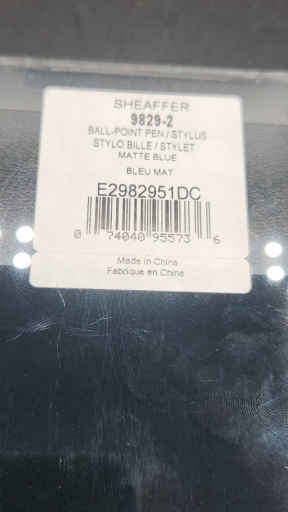 SHEAFFER
9829-2
BALL-POINT PEN / STYLUS
STYLO BILLE / STYLET
MATTE BLUE
BLEU MAT
E2982951DC
0 74040 95573 6
Made in China
Fabriqué en Chine